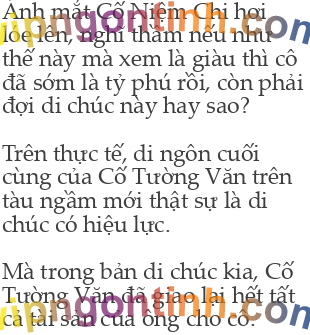 Ánh mắt Cố Niệm Chi hơi
lóe lên, nghĩ thầm nếu như
thế này mà xem là giàu thì cô
đã sớm là tỷ phú rồi, còn phải
đợi di chúc này hay sao?
Trên thực tế, di ngôn cuối
cùng của Cố Tường Văn trên
tàu ngầm mới thật sự là di
chúc có hiệu lực.
Mà trong bản di chúc kia, Cố
Tường Văn đã giao lại hết tất
cả tài sản của ông cho cô.